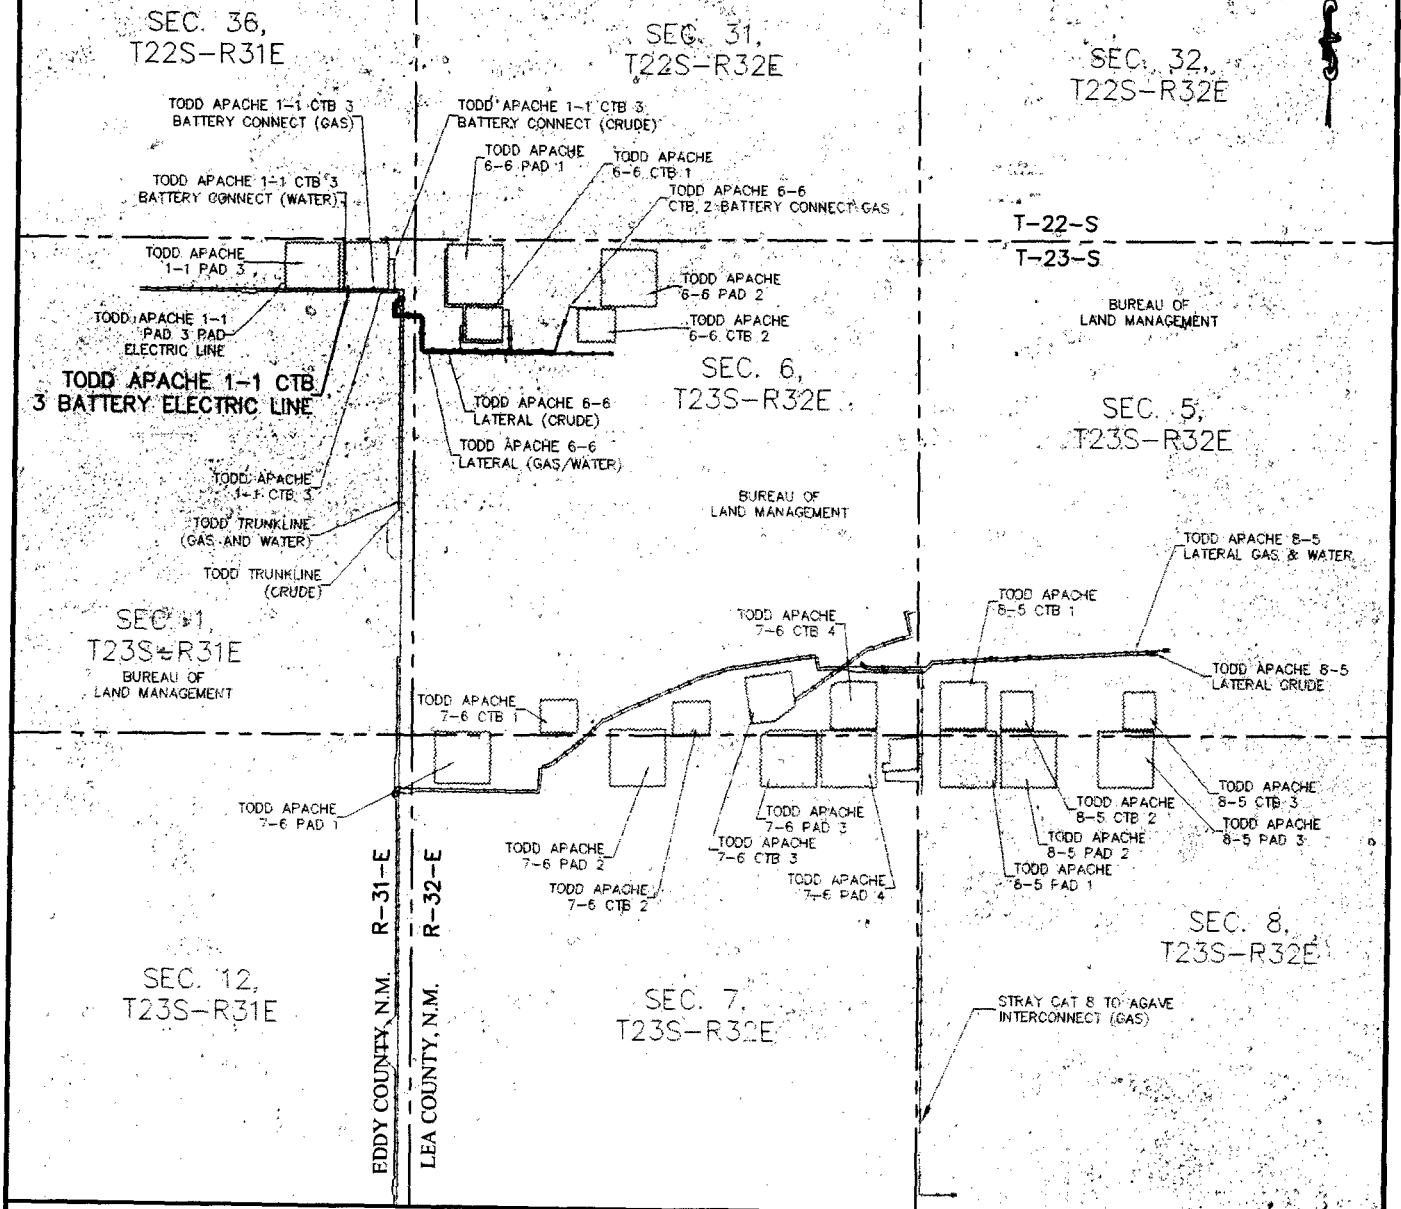 SEC. 36,
T22S-R31E
SEC. 31,
T22S-R32E
SEC. 32,
T22S-R32E
TODD APACHE 1-1 CTB 3
BATTERY CONNECT (GAS)
TODD APACHE 1-1 CTB 3
BATTERY CONNECT (CRUDE)
TODD APACHE
6-6 PAD 1
TODD APACHE
6-6 CTB 1
TODD APACHE 1-1 CTB 3
BATTERY CONNECT (WATER)
TODD APACHE 6-6
CTB 2 BATTERY CONNECT GAS
T-22-S
T-23-S
TODD APACHE
1-1 PAD 3
TODD APACHE
6-6 PAD 2
BUREAU OF
LAND MANAGEMENT
TODD APACHE 1-1
PAD 3 PAD
ELECTRIC LINE
TODD APACHE
6-6 CTB 2
TODD APACHE 1-1 CTB
3 BATTERY ELECTRIC LINE
SEC. 6,
T23S-R32E
SEC. 5,
T23S-R32E
TODD APACHE 6-6
LATERAL (CRUDE)
TODD APACHE 6-6
LATERAL (GAS/WATER)
TODD APACHE
1-1 CTB 3
BUREAU OF
LAND MANAGEMENT
TODD TRUNKLINE
(GAS AND WATER)
TODD TRUNKLINE
(CRUDE)
TODD APACHE 8-5
LATERAL GAS & WATER
TODD APACHE
8-5 CTB 1
SEC. 1,
T23S-R31E
BUREAU OF
LAND MANAGEMENT
TODD APACHE
7-6 CTB 4
TODD APACHE 8-5
LATERAL CRUDE
TODD APACHE
7-6 CTB 1
TODD APACHE
7-6 PAD 1
TODD APACHE
7-6 PAD 2
TODD APACHE
7-6 CTB 2
TODD APACHE
7-6 PAD 3
TODD APACHE
7-6 CTB 3
TODD APACHE
7-6 PAD 4
TODD APACHE
8-5 CTB 3
TODD APACHE
8-5 CTB 2
TODD APACHE
8-5 PAD 3
TODD APACHE
8-5 PAD 2
TODD APACHE
8-5 PAD 1
R-31-E
R-32-E
SEC. 8,
T23S-R32E
SEC. 12,
T23S-R31E
SEC. 7,
T23S-R32E
STRAY CAT 8 TO AGAVE
INTERCONNECT (GAS)
EDDY COUNTY, N.M.
LEA COUNTY, N.M.